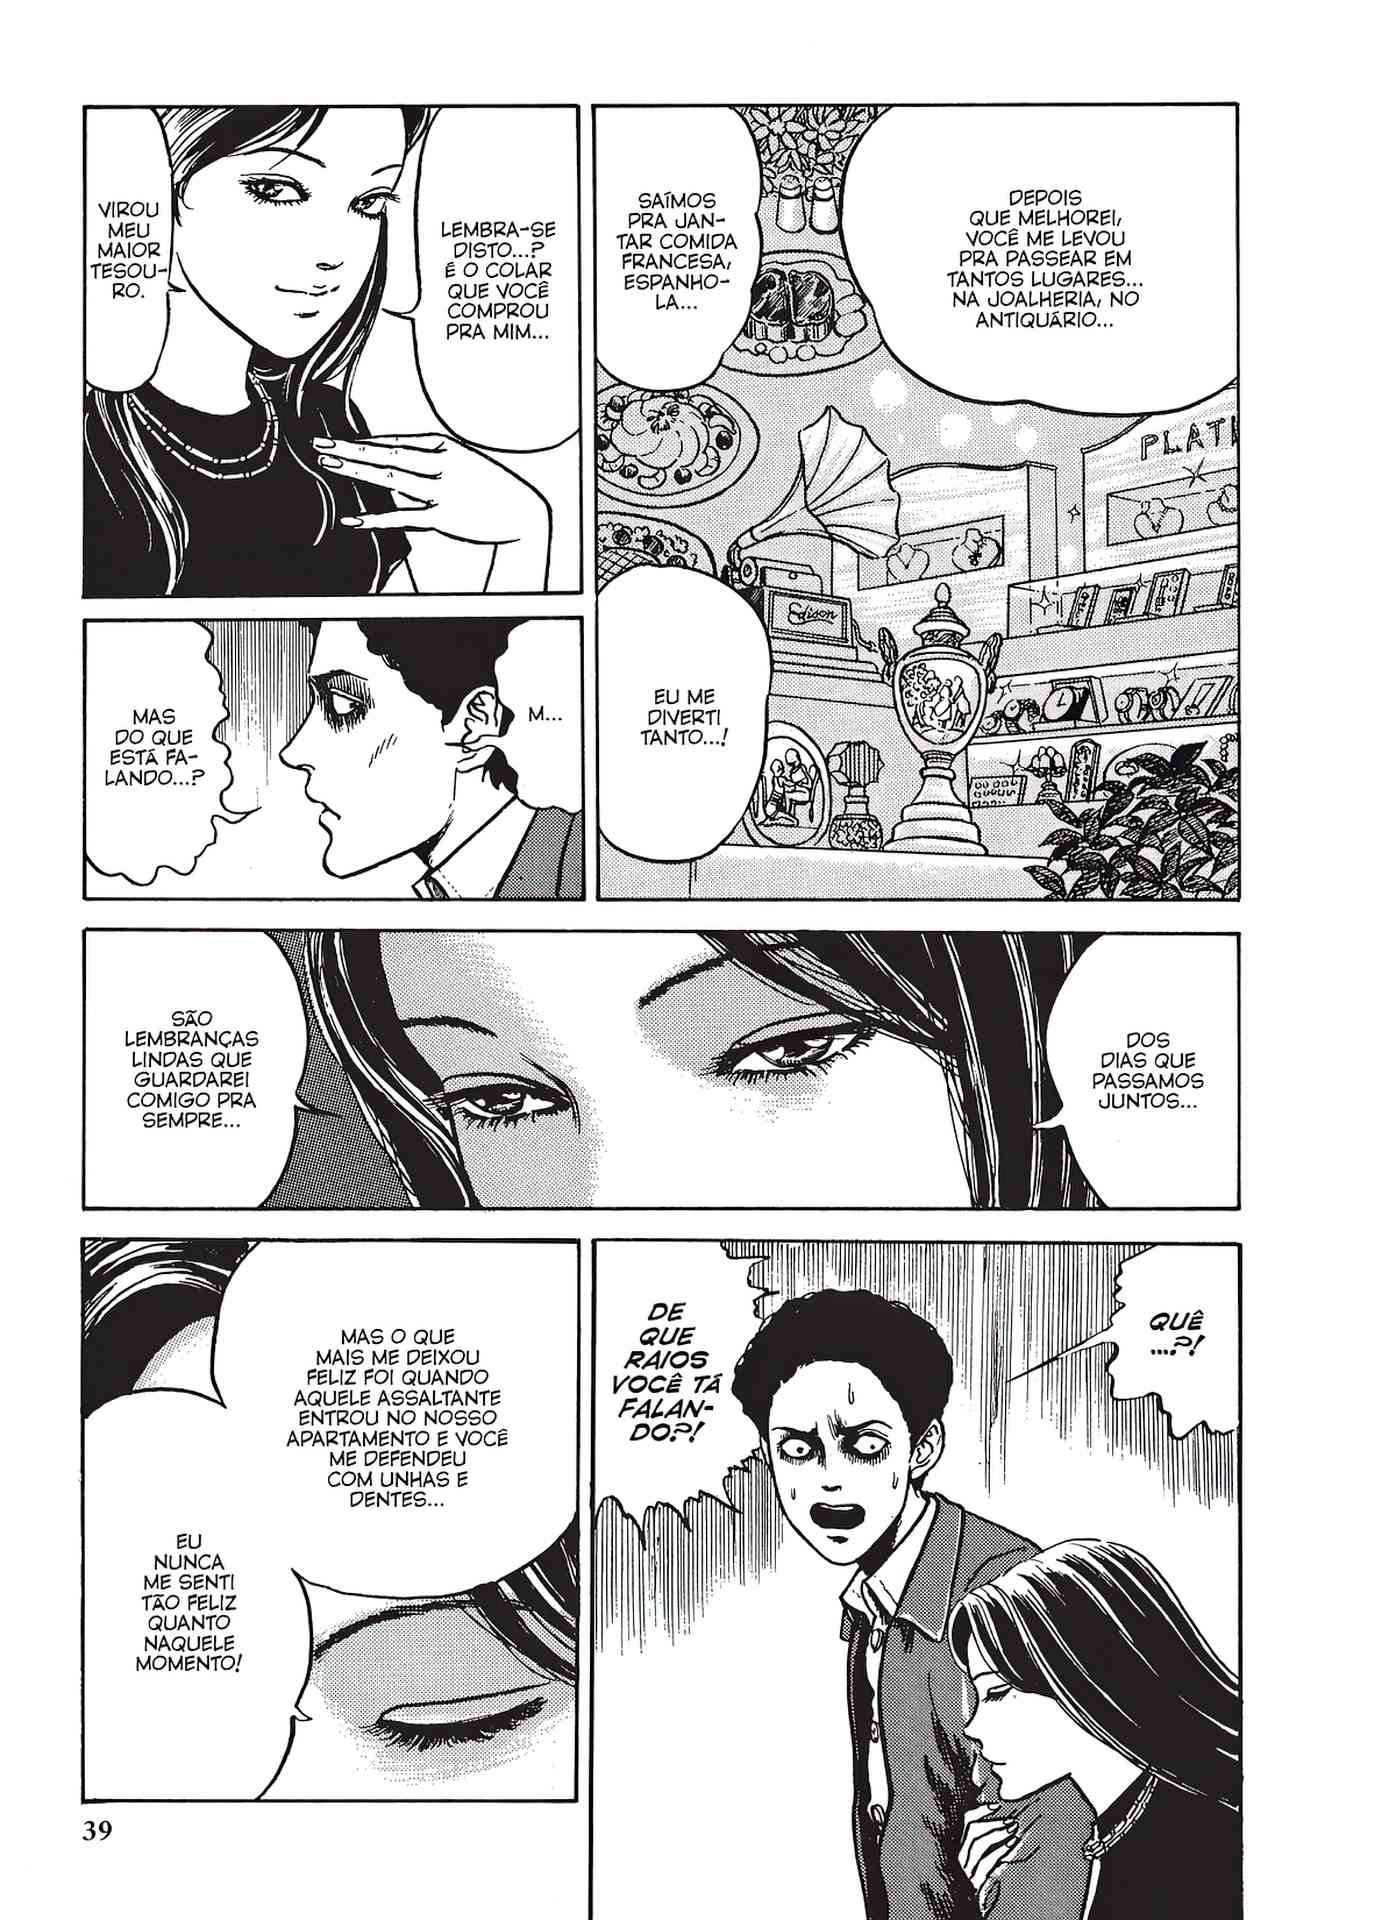 DEPOIS
QUE MELHOREI,
VOCÊ ME LEVOU
PRA PASSEAR EM
TANTOS LUGARES...
NA JOALHERIA, NO
ANTIQUÁRIO...
SAÍMOS
PRA JAN-
TAR COMIDA
FRANCESA,
ESPANHO-
LA...
PLATI
Edison
EU ME
DIVERTI
TANTO...!
LEMBRA-SE
DISTO...?
É O COLAR
QUE VOCÊ
COMPROU
PRA MIM...
VIROU
MEU
MAIOR
TESOU-
RO.
M...
MAS
DO QUE
ESTÁ FA-
LANDO...?
DOS
DIAS QUE
PASSAMOS
JUNTOS...
SÃO
LEMBRANÇAS
LINDAS QUE
GUARDAREI
COMIGO PRA
SEMPRE...
QUÊ
...?!
DE
QUE
RAIOS
VOCÊ TÁ
FALAN-
DO?!
MAS O QUE
MAIS ME DEIXOU
FELIZ FOI QUANDO
AQUELE ASSALTANTE
ENTROU NO NOSSO
APARTAMENTO E VOCÊ
ME DEFENDEU
COM UNHAS E
DENTES...
EU
NUNCA
ME SENTI
TÃO FELIZ
QUANTO
NAQUELE
MOMENTO!
39